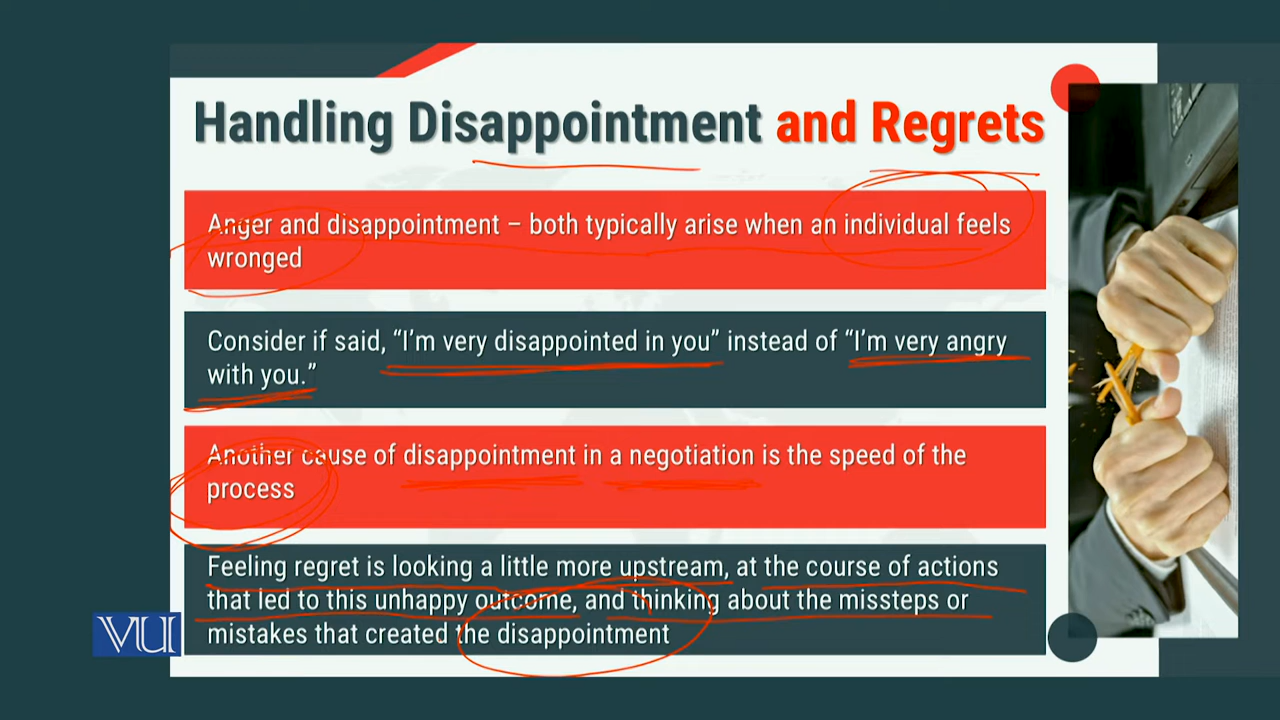 Handling Disappointment and Regrets
Anger and disappointment – both typically arise when an individual feels
wronged
Consider if said, “I’m very disappointed in you” instead of “I’m very angry
with you.”
Another cause of disappointment in a negotiation is the speed of the
process
Feeling regret is looking a little more upstream, at the course of actions
that led to this unhappy outcome, and thinking about the missteps or
mistakes that created the disappointment
VU